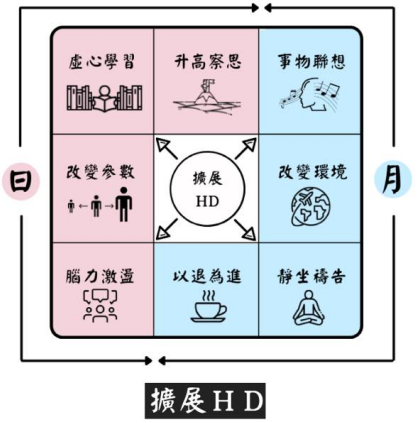 虛心學習
升高察思
事物聯想
改變參數
擴展
HD
改變環境
日
月
腦力激盪
以退為進
靜坐禱告
擴展HD